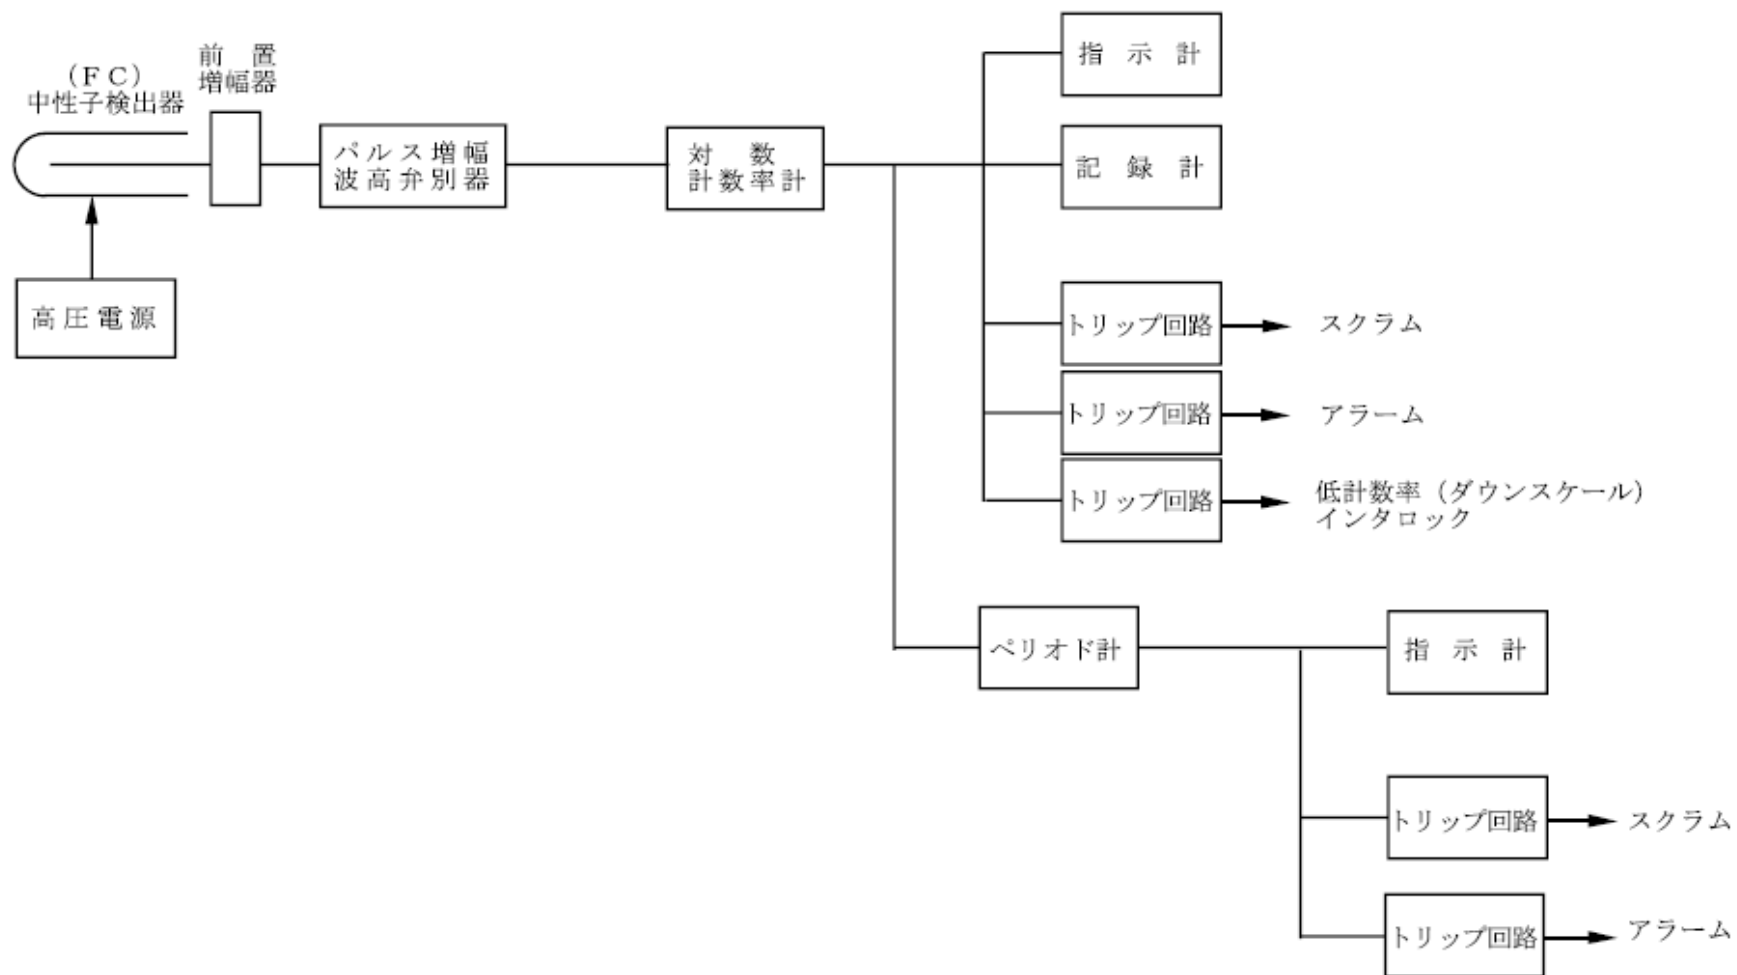 (FC)
中性子検出器
前置
増幅器
パルス増幅
波高弁別器
対数
計数率計
高圧電源
指示計
記録計
トリップ回路
スクラム
トリップ回路
アラーム
トリップ回路
低計数率（ダウンスケール）
インタロック
ペリオド計
指示計
トリップ回路
スクラム
トリップ回路
アラーム